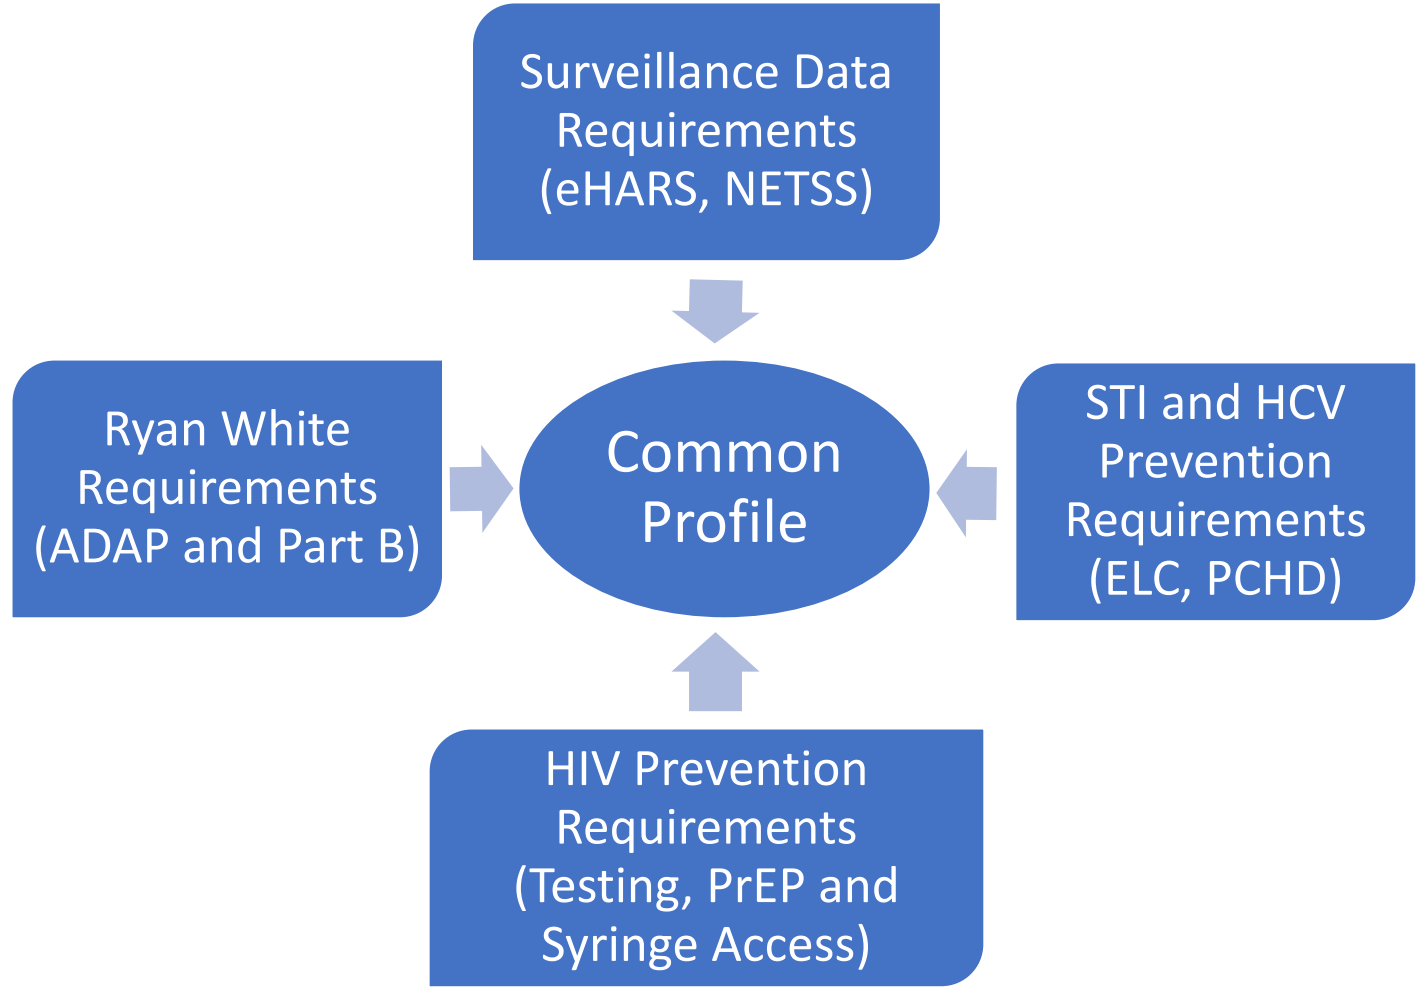 Surveillance Data
Requirements
(eHARS, NETSS)
Ryan White
Requirements
(ADAP and Part B)
Common
Profile
STI and HCV
Prevention
Requirements
(ELC, PCHD)
HIV Prevention
Requirements
(Testing, PrEP and
Syringe Access)